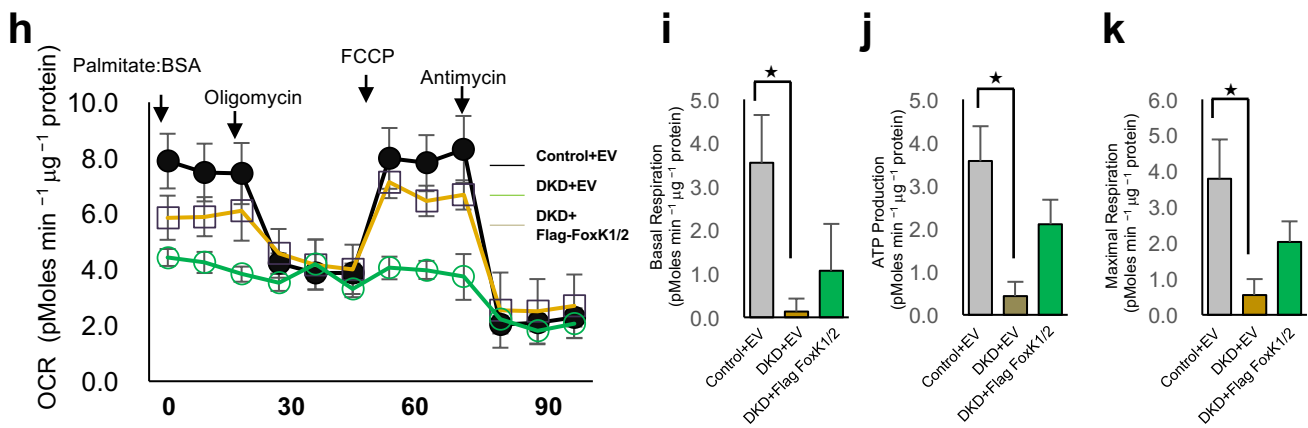 h
OCR (pMoles min ⁻¹ µg ⁻¹ protein)
Palmitate:BSA
Oligomycin
FCCP
Antimycin
10.0
8.0
6.0
4.0
2.0
0.0
0 30 60 90
Control+EV
DKD+EV
DKD+
Flag-FoxK1/2
i
Basal Respiration
(pMoles min ⁻¹ µg ⁻¹ protein)
★
5.0
4.0
3.0
2.0
1.0
0.0
Control+EV
DKD+EV
DKD+Flag FoxK1/2
j
ATP Production
(pMoles min ⁻¹ µg ⁻¹ protein)
★
5.0
4.0
3.0
2.0
1.0
0.0
Control+EV
DKD+EV
DKD+Flag FoxK1/2
k
Maximal Respiration
(pMoles min ⁻¹ µg ⁻¹ protein)
★
6.0
5.0
4.0
3.0
2.0
1.0
0.0
Control+EV
DKD+EV
DKD+Flag FoxK1/2